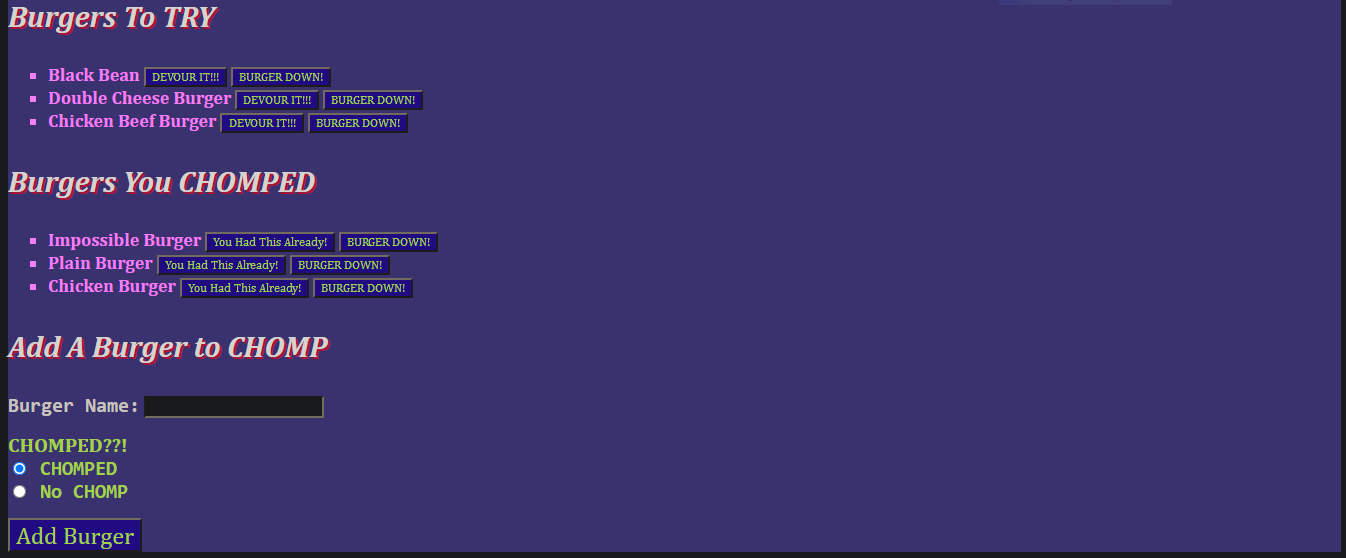 Burgers To TRY
Black Bean DEVOUR IT!!! BURGER DOWN!
Double Cheese Burger DEVOUR IT!!! BURGER DOWN!
Chicken Beef Burger DEVOUR IT!!! BURGER DOWN!
Burgers You CHOMPED
Impossible Burger You Had This Already! BURGER DOWN!
Plain Burger You Had This Already! BURGER DOWN!
Chicken Burger You Had This Already! BURGER DOWN!
Add A Burger to CHOMP
Burger Name:
CHOMPED??!
CHOMPED
No CHOMP
Add Burger